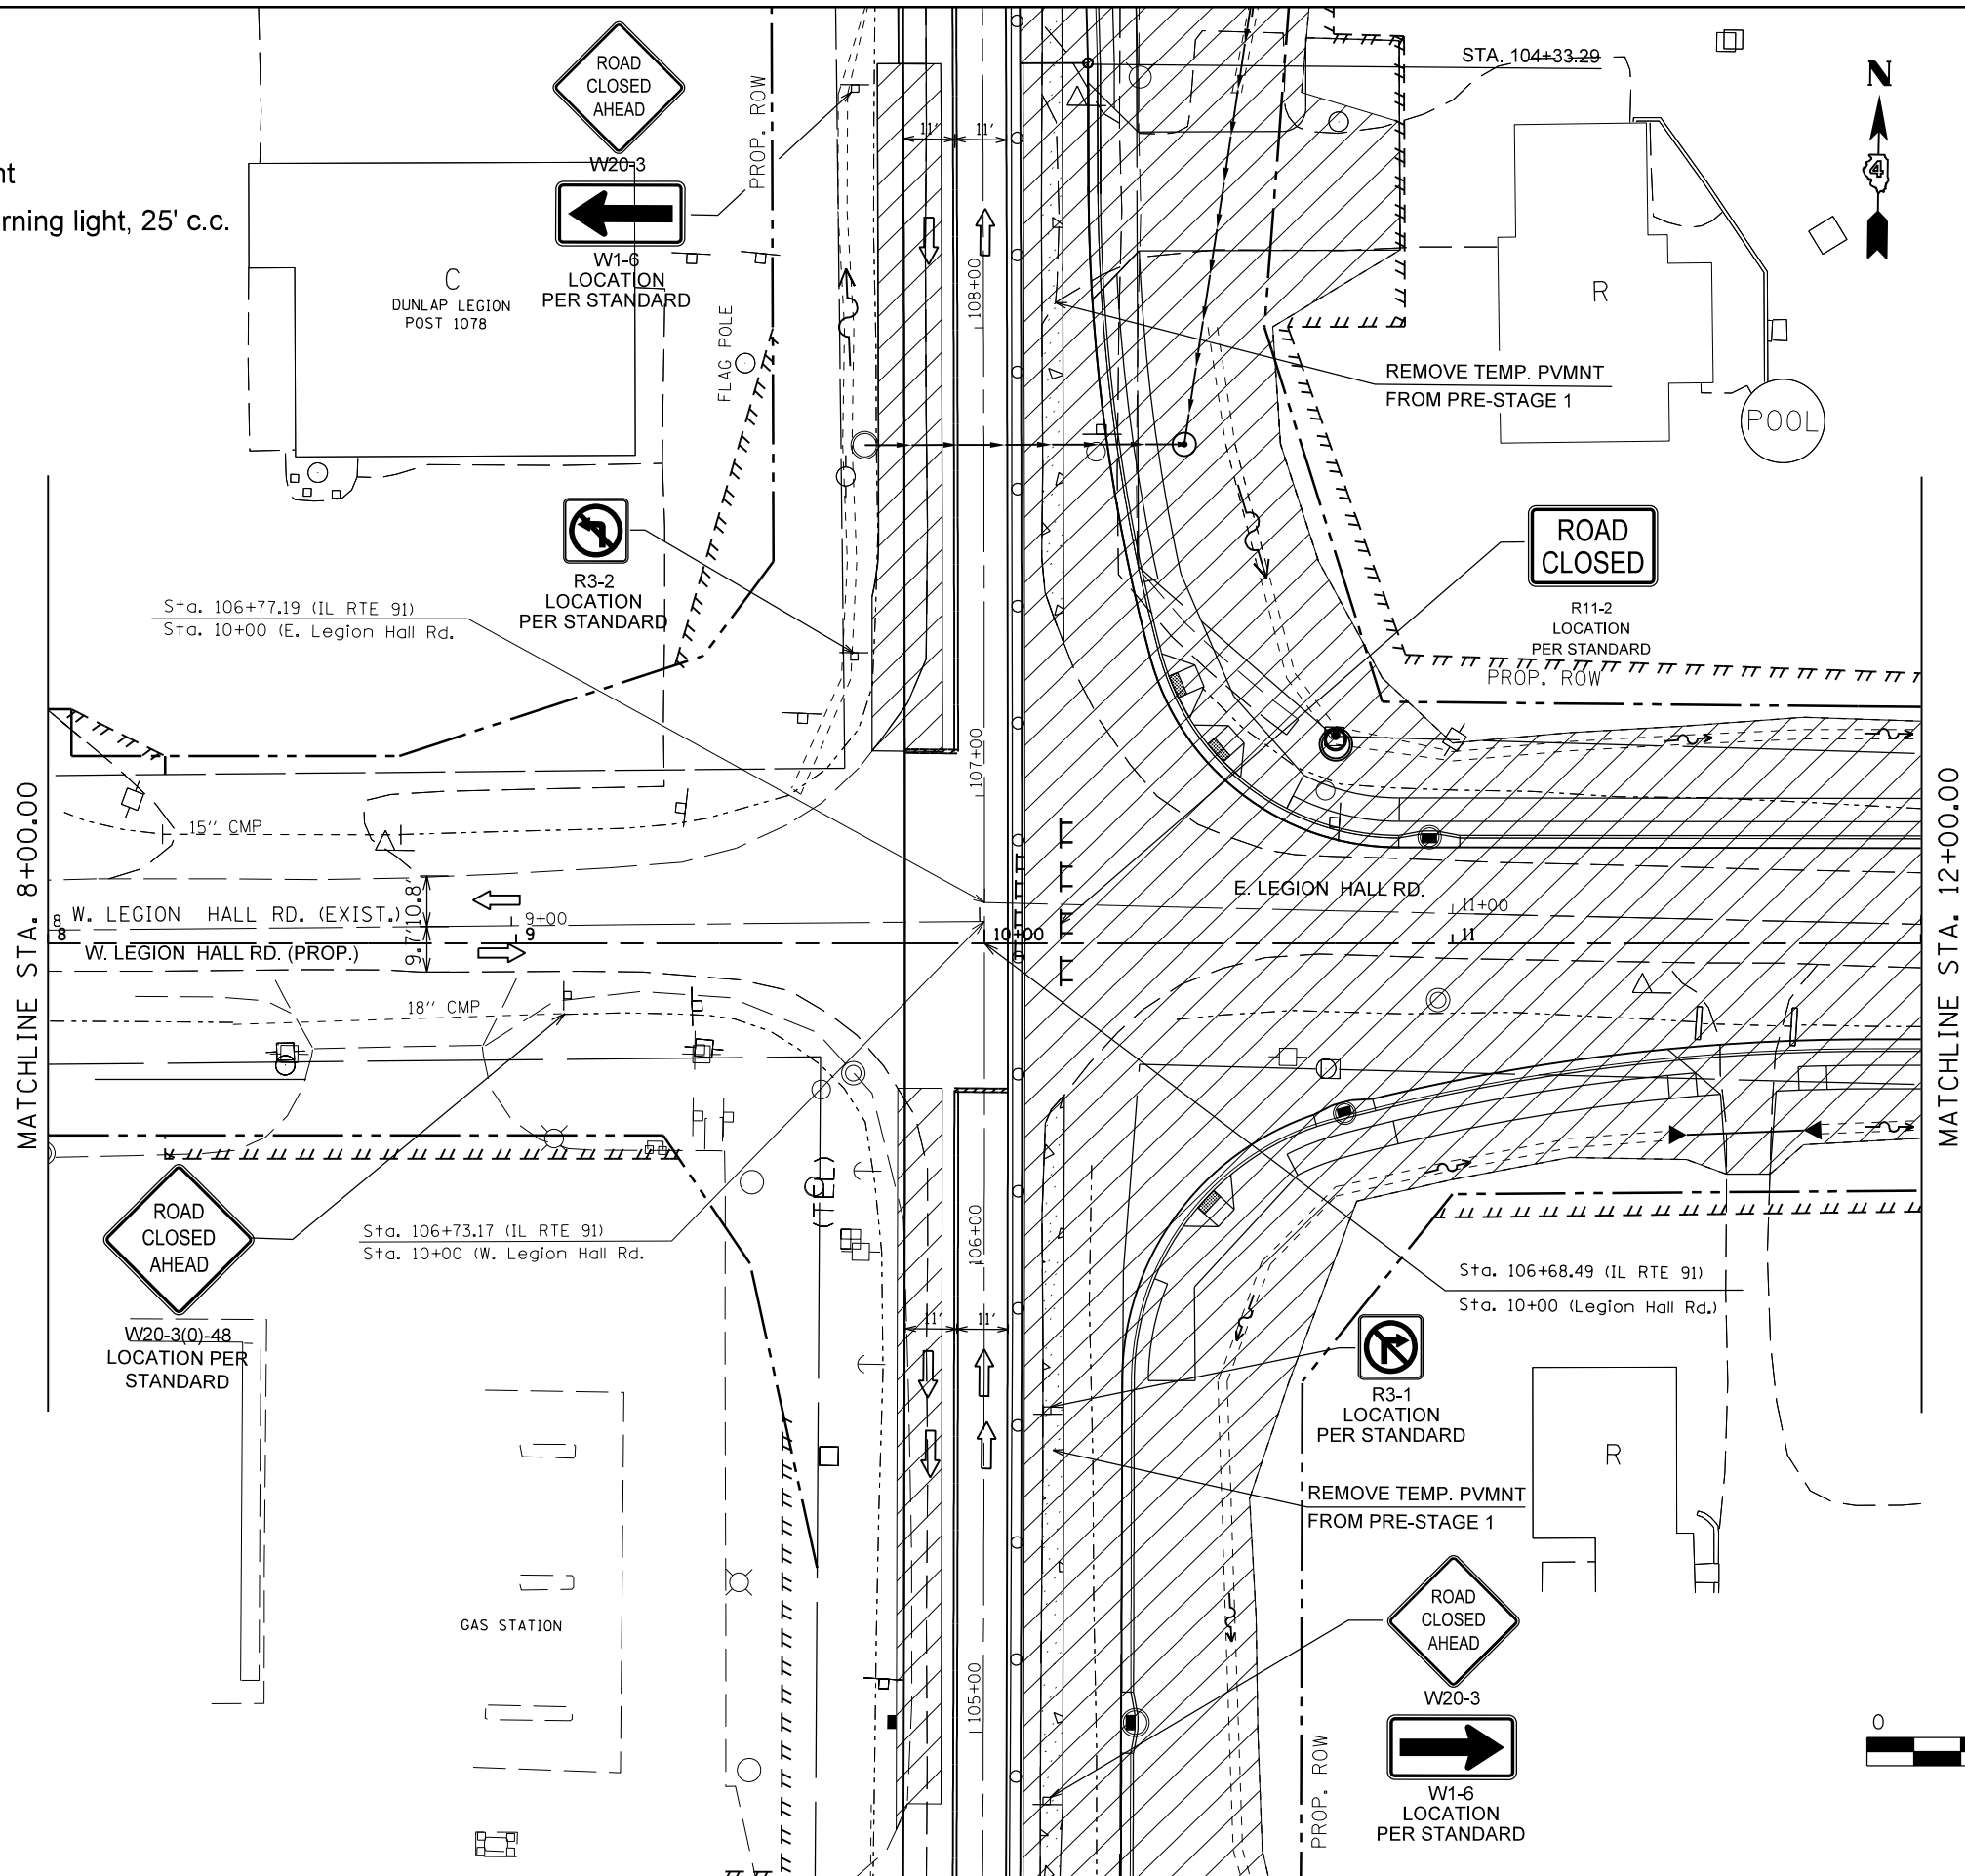 ROAD
CLOSED
AHEAD
W20-3
W1-6
LOCATION
PER STANDARD
rning light, 25' c.c.
C
DUNLAP LEGION
POST 1078
PROP. ROW
FLAG POLE
11'
11'
108+00
STA. 104+33.29
N
4
R
POOL
REMOVE TEMP. PVMNT
FROM PRE-STAGE 1
R3-2
LOCATION
PER STANDARD
ROAD
CLOSED
R11-2
LOCATION
PER STANDARD
PROP. ROW
Sta. 106+77.19 (IL RTE 91)
Sta. 10+00 (E. Legion Hall Rd.
107+00
MATCHLINE STA. 8+00.00
MATCHLINE STA. 12+00.00
15'' CMP
10.8'
9.7'
W. LEGION HALL RD. (EXIST.)
8
8
9+00
9
W. LEGION HALL RD. (PROP.)
10+00
E. LEGION HALL RD.
11+00
11
18'' CMP
(TEL)
ROAD
CLOSED
AHEAD
W20-3(0)-48
LOCATION PER
STANDARD
Sta. 106+73.17 (IL RTE 91)
Sta. 10+00 (W. Legion Hall Rd.
106+00
Sta. 106+68.49 (IL RTE 91)
Sta. 10+00 (Legion Hall Rd.)
11'
11'
R3-1
LOCATION
PER STANDARD
R
REMOVE TEMP. PVMNT
FROM PRE-STAGE 1
GAS STATION
105+00
ROAD
CLOSED
AHEAD
W20-3
W1-6
LOCATION
PER STANDARD
PROP. ROW
0